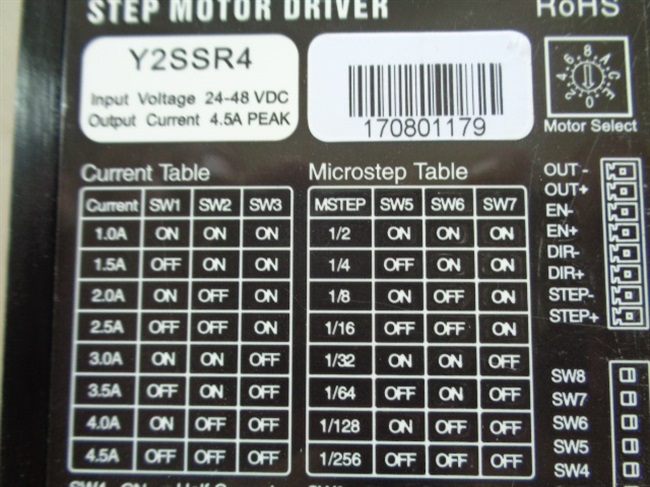 STEP MOTOR DRIVER
RoHS
Y2SSR4
Input Voltage 24-48 VDC
Output Current 4.5A PEAK
170801179
Motor Select
Current Table
Current SW1 SW2 SW3
1.0A ON ON ON
1.5A OFF ON ON
2.0A ON OFF ON
2.5A OFF OFF ON
3.0A ON ON OFF
3.5A OFF ON OFF
4.0A ON OFF OFF
4.5A OFF OFF OFF
Microstep Table
MSTEP SW5 SW6 SW7
1/2 ON ON ON
1/4 OFF ON ON
1/8 ON OFF ON
1/16 OFF OFF ON
1/32 ON ON OFF
1/64 OFF ON OFF
1/128 ON OFF OFF
1/256 OFF OFF OFF
OUT -
OUT+
EN-
EN+
DIR-
DIR+
STEP-
STEP+
SW8
SW7
SW6
SW5
SW4